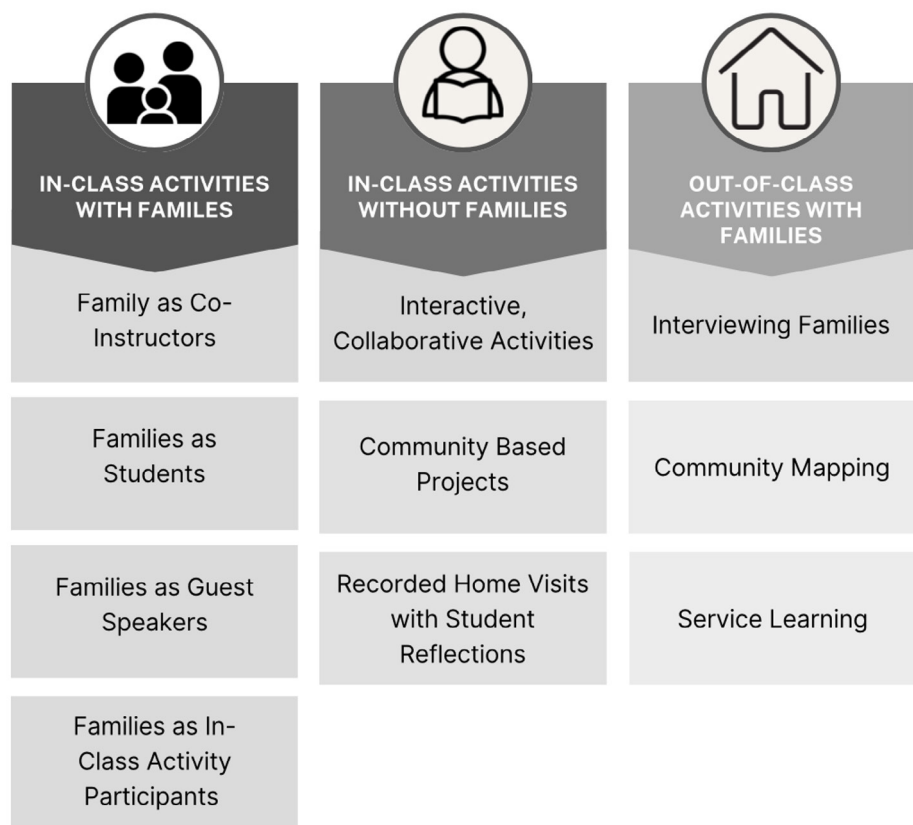 IN-CLASS ACTIVITIES
WITH FAMILES
Family as Co-
Instructors
Families as
Students
Families as Guest
Speakers
Families as In-
Class Activity
Participants
IN-CLASS ACTIVITIES
WITHOUT FAMILIES
Interactive,
Collaborative Activities
Community Based
Projects
Recorded Home Visits
with Student
Reflections
OUT-OF-CLASS
ACTIVITIES WITH
FAMILIES
Interviewing Families
Community Mapping
Service Learning